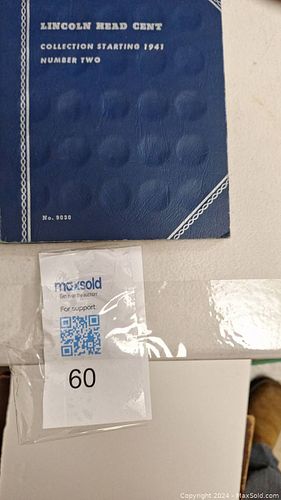 LINCOLN HEAD CENT
COLLECTION STARTING 1941
NUMBER TWO
No. 9030
maxsold
For support
60
Copyright 2024 - MaxSold.com